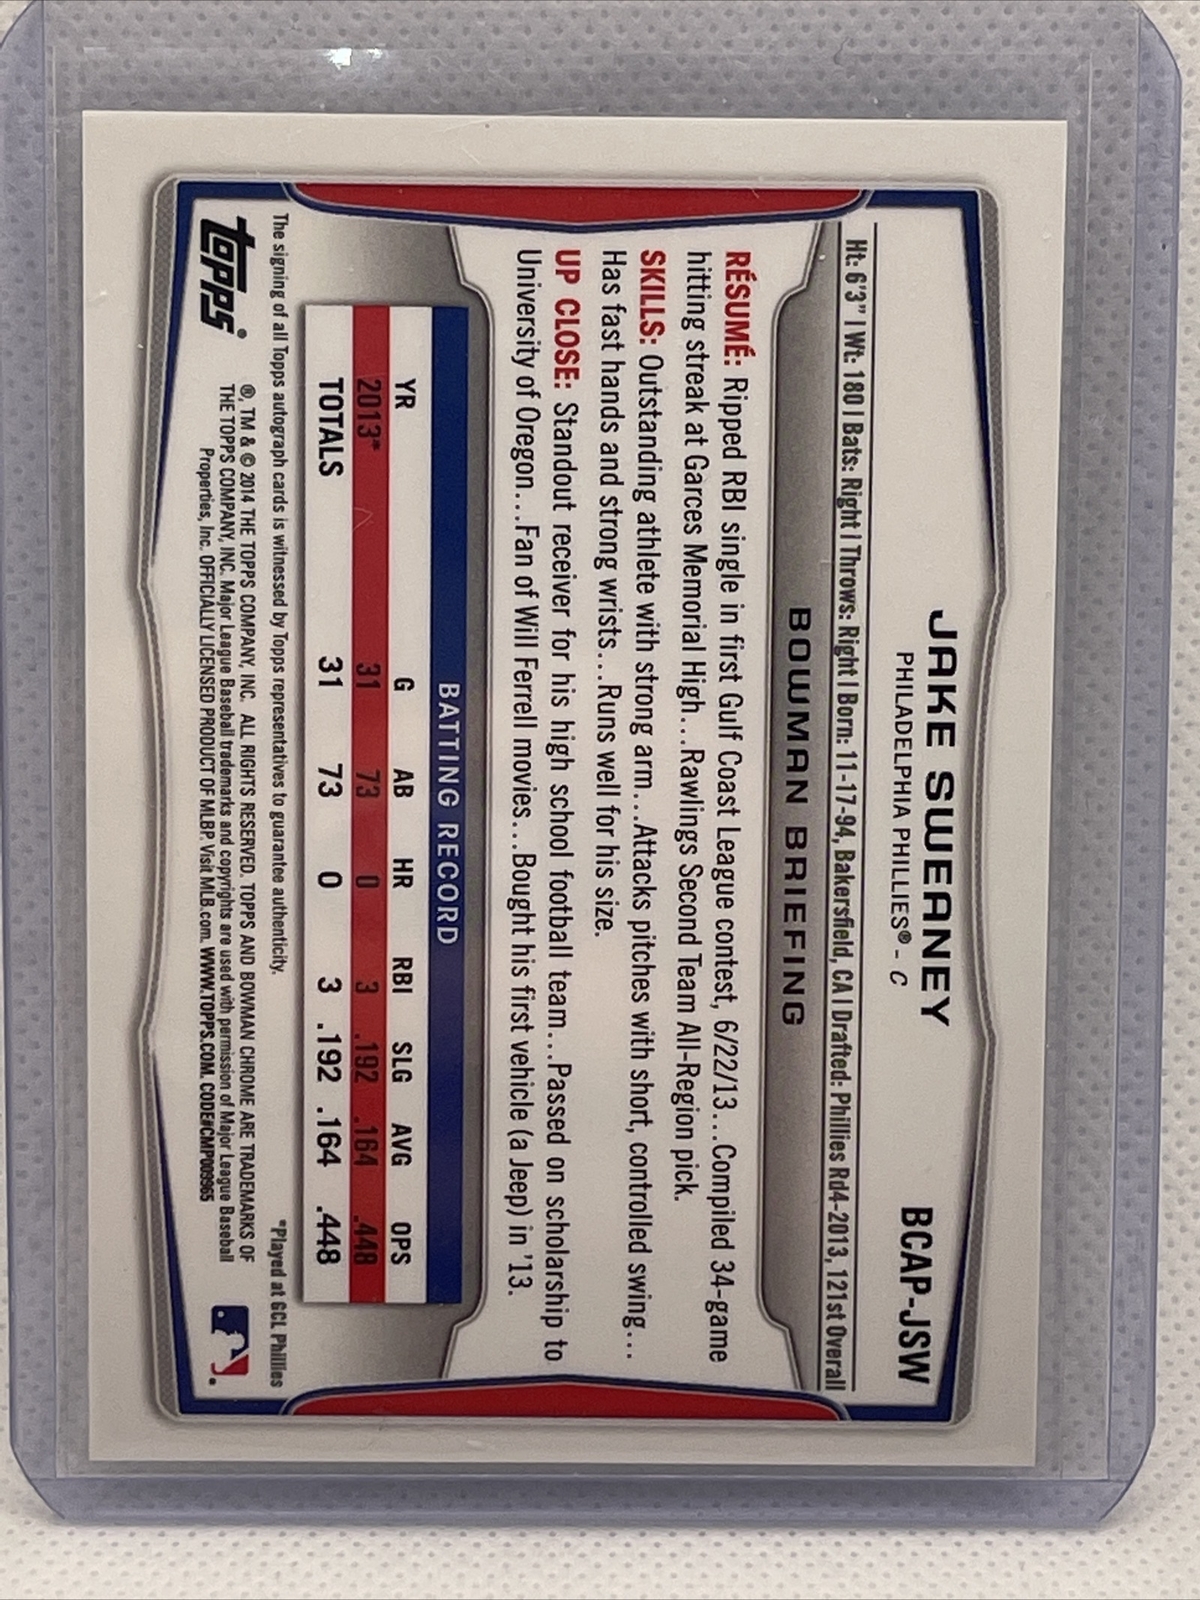 JAKE SWEANEY
PHILADELPHIA PHILLIES® - C
BCAP-JSW
Ht: 6'3" | Wt: 180 | Bats: Right | Throws: Right | Born: 11-17-94, Bakersfield, CA | Drafted: Phillies Rd4-2013, 121st Overall
BOWMAN BRIEFING
RÉSUMÉ: Ripped RBI single in first Gulf Coast League contest, 6/22/13...Compiled 34-game
hitting streak at Garces Memorial High...Rawlings Second Team All-Region pick.
SKILLS: Outstanding athlete with strong arm...Attacks pitches with short, controlled swing...
Has fast hands and strong wrists...Runs well for his size.
UP CLOSE: Standout receiver for his high school football team...Passed on scholarship to
University of Oregon...Fan of Will Ferrell movies...Bought his first vehicle (a Jeep) in '13.
BATTING RECORD
YR G AB HR RBI SLG AVG OPS
2013* 31 73 0 3 .192 .164 .448
TOTALS 31 73 0 3 .192 .164 .448
*Played at GCL Phillies
The signing of all Topps autograph cards is witnessed by Topps representatives to guarantee authenticity.
topps®
®, TM & © 2014 THE TOPPS COMPANY, INC. ALL RIGHTS RESERVED. TOPPS AND BOWMAN CHROME ARE TRADEMARKS OF
THE TOPPS COMPANY, INC. Major League Baseball trademarks and copyrights are used with permission of Major League Baseball
Properties, Inc. OFFICIALLY LICENSED PRODUCT OF MLBP. Visit MLB.com. WWW.TOPPS.COM. CODE#CMP009965